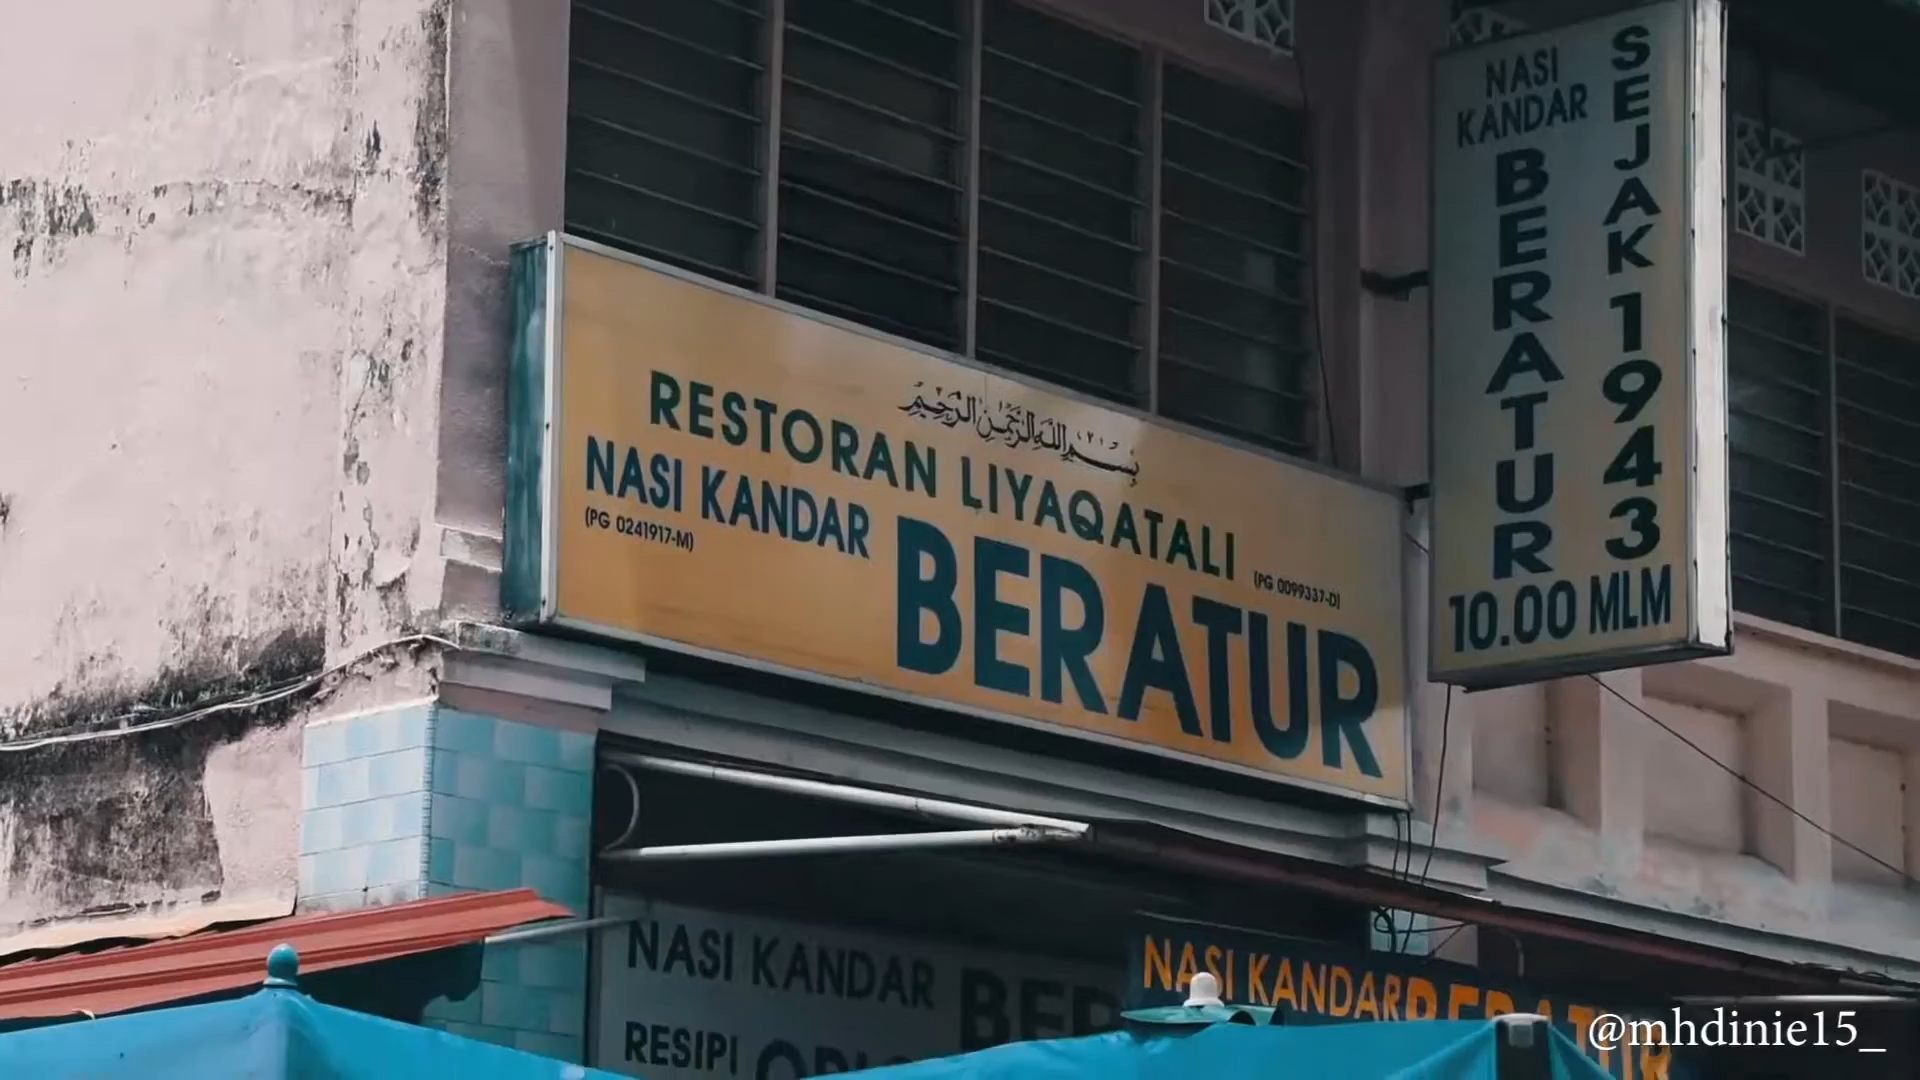 بسم الله الرحمن الرحيم
RESTORAN LIYAQATALI
(PG 0099337-D)
NASI KANDAR BERATUR
(PG 0241917-M)
NASI
KANDAR
BERATUR
SEJAK 1943
10.00 MLM
NASI KANDAR
RESIPI
NASI KANDAR BERATUR
@mhdinie15_